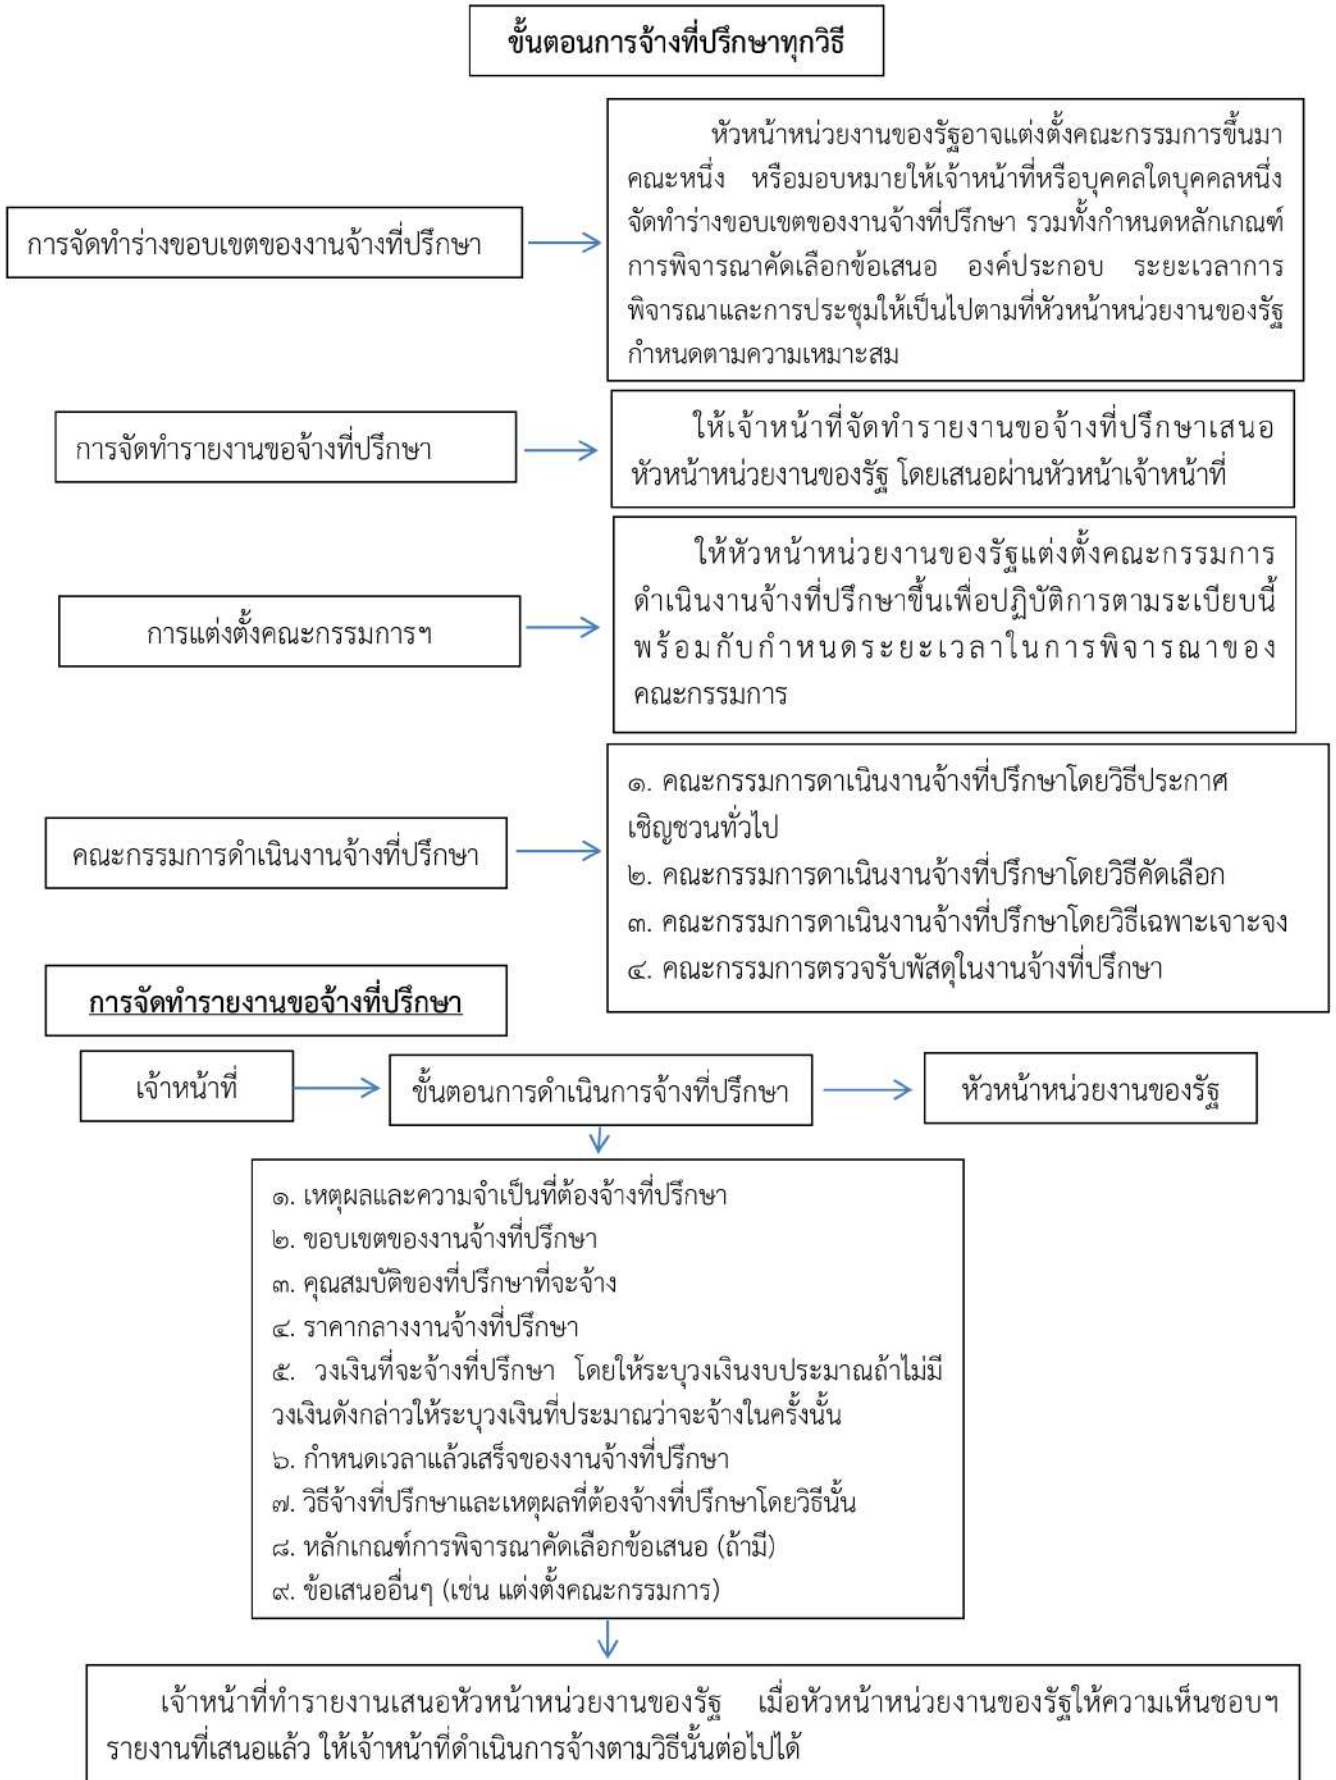 ขั้นตอนการจ้างที่ปรึกษาทุกวิธี
การจัดทำร่างขอบเขตของงานจ้างที่ปรึกษา
หัวหน้าหน่วยงานของรัฐอาจแต่งตั้งคณะกรรมการขึ้นมา
คณะหนึ่ง หรือมอบหมายให้เจ้าหน้าที่หรือบุคคลใดบุคคลหนึ่ง
จัดทำร่างขอบเขตของงานจ้างที่ปรึกษา รวมทั้งกำหนดหลักเกณฑ์
การพิจารณาคัดเลือกข้อเสนอ องค์ประกอบ ระยะเวลาการ
พิจารณาและการประชุมให้เป็นไปตามที่หัวหน้าหน่วยงานของรัฐ
กำหนดตามความเหมาะสม
การจัดทำรายงานขอจ้างที่ปรึกษา
ให้เจ้าหน้าที่จัดทำรายงานขอจ้างที่ปรึกษาเสนอ
หัวหน้าหน่วยงานของรัฐ โดยเสนอผ่านหัวหน้าเจ้าหน้าที่
การแต่งตั้งคณะกรรมการฯ
ให้หัวหน้าหน่วยงานของรัฐแต่งตั้งคณะกรรมการ
ดำเนินงานจ้างที่ปรึกษาขึ้นเพื่อปฏิบัติการตามระเบียบนี้
พร้อมกับกำหนดระยะเวลาในการพิจารณาของ
คณะกรรมการ
คณะกรรมการดำเนินงานจ้างที่ปรึกษา
๑. คณะกรรมการดาเนินงานจ้างที่ปรึกษาโดยวิธีประกาศ
เชิญชวนทั่วไป
๒. คณะกรรมการดาเนินงานจ้างที่ปรึกษาโดยวิธีคัดเลือก
๓. คณะกรรมการดาเนินงานจ้างที่ปรึกษาโดยวิธีเฉพาะเจาะจง
๔. คณะกรรมการตรวจรับพัสดุในงานจ้างที่ปรึกษา
การจัดทำรายงานขอจ้างที่ปรึกษา
เจ้าหน้าที่
ขั้นตอนการดำเนินการจ้างที่ปรึกษา
หัวหน้าหน่วยงานของรัฐ
๑. เหตุผลและความจำเป็นที่ต้องจ้างที่ปรึกษา
๒. ขอบเขตของงานจ้างที่ปรึกษา
๓. คุณสมบัติของที่ปรึกษาที่จะจ้าง
๔. ราคากลางงานจ้างที่ปรึกษา
๕. วงเงินที่จะจ้างที่ปรึกษา โดยให้ระบุวงเงินงบประมาณถ้าไม่มี
วงเงินดังกล่าวให้ระบุวงเงินที่ประมาณว่าจะจ้างในครั้งนั้น
๖. กำหนดเวลาแล้วเสร็จของงานจ้างที่ปรึกษา
๗. วิธีจ้างที่ปรึกษาและเหตุผลที่ต้องจ้างที่ปรึกษาโดยวิธีนั้น
๘. หลักเกณฑ์การพิจารณาคัดเลือกข้อเสนอ (ถ้ามี)
๙. ข้อเสนออื่นๆ (เช่น แต่งตั้งคณะกรรมการ)
เจ้าหน้าที่ทำรายงานเสนอหัวหน้าหน่วยงานของรัฐ เมื่อหัวหน้าหน่วยงานของรัฐให้ความเห็นชอบฯ
รายงานที่เสนอแล้ว ให้เจ้าหน้าที่ดำเนินการจ้างตามวิธีนั้นต่อไปได้